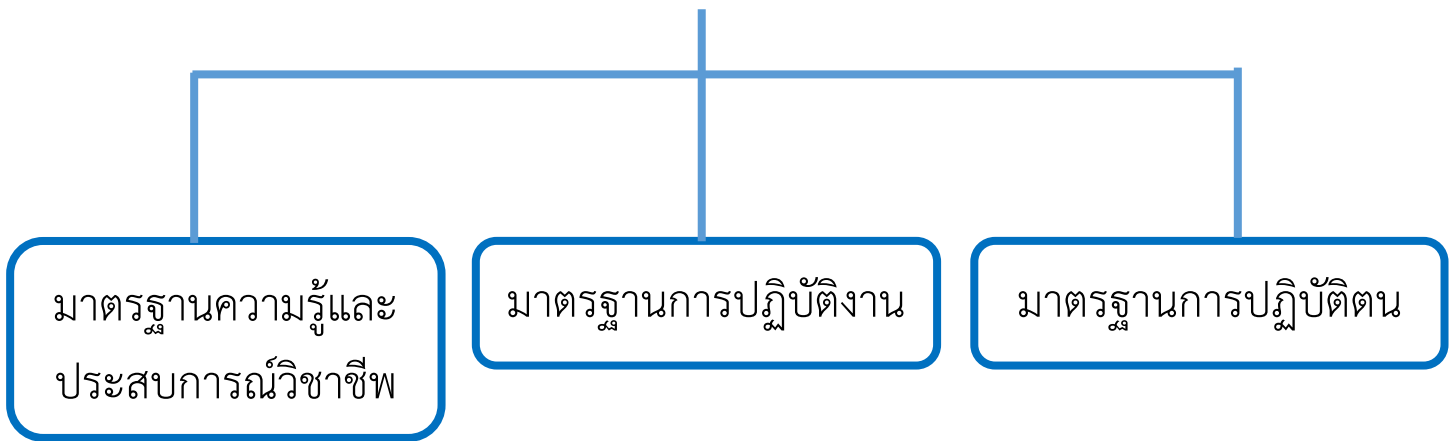 มาตรฐานความรู้และ
ประสบการณ์วิชาชีพ
มาตรฐานการปฏิบัติงาน
มาตรฐานการปฏิบัติตน